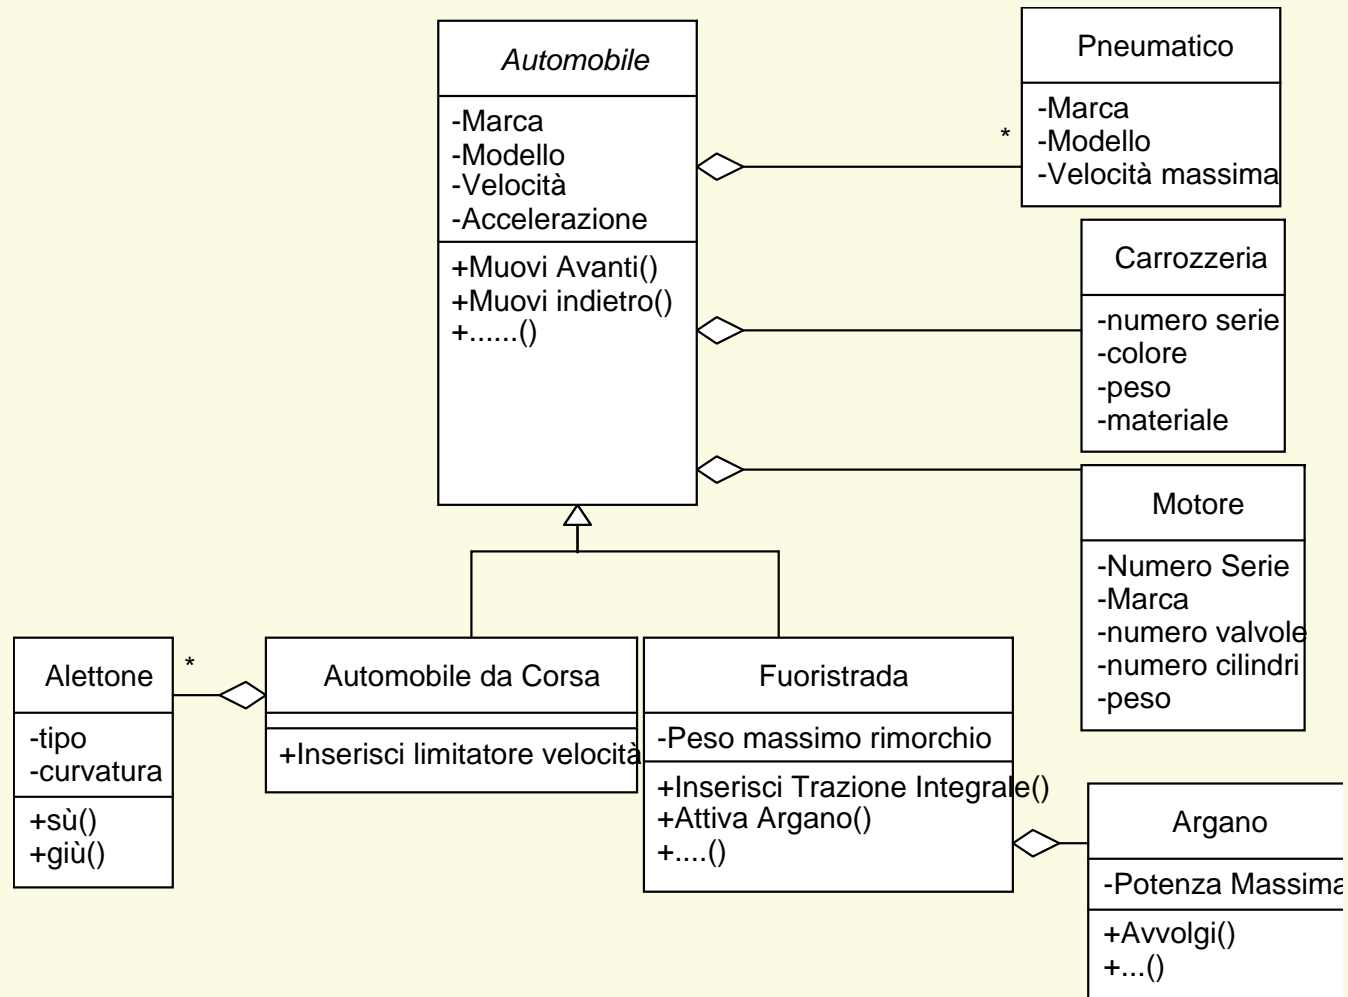 Automobile
-Marca
-Modello
-Velocità
-Accelerazione
+Muovi Avanti()
+Muovi indietro()
+......()
*
Pneumatico
-Marca
-Modello
-Velocità massima
Carrozzeria
-numero serie
-colore
-peso
-materiale
Motore
-Numero Serie
-Marca
-numero valvole
-numero cilindri
-peso
Alettone
-tipo
-curvatura
+sù()
+giù()
*
Automobile da Corsa
+Inserisci limitatore velocità
Fuoristrada
-Peso massimo rimorchio
+Inserisci Trazione Integrale()
+Attiva Argano()
+....()
Argano
-Potenza Massima
+Avvolgi()
+...()